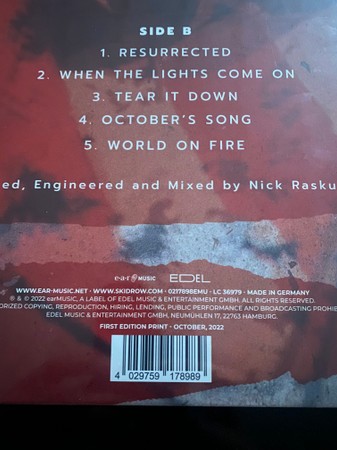 SIDE B
1. RESURRECTED
2. WHEN THE LIGHTS COME ON
3. TEAR IT DOWN
4. OCTOBER'S SONG
5. WORLD ON FIRE
ed, Engineered and Mixed by Nick Rasku
e·a·r MUSIC EDEL
WWW.EAR-MUSIC.NET · WWW.SKIDROW.COM · 0217898EMU · LC 36979 · MADE IN GERMANY
℗ & © 2022 earMUSIC, A LABEL OF EDEL MUSIC & ENTERTAINMENT GMBH. ALL RIGHTS RESERVED.
ORIZED COPYING, REPRODUCTION, HIRING, LENDING, PUBLIC PERFORMANCE AND BROADCASTING PROHIB
EDEL MUSIC & ENTERTAINMENT GMBH, NEUMÜHLEN 17, 22763 HAMBURG.
FIRST EDITION PRINT · OCTOBER, 2022
4 029759 178989